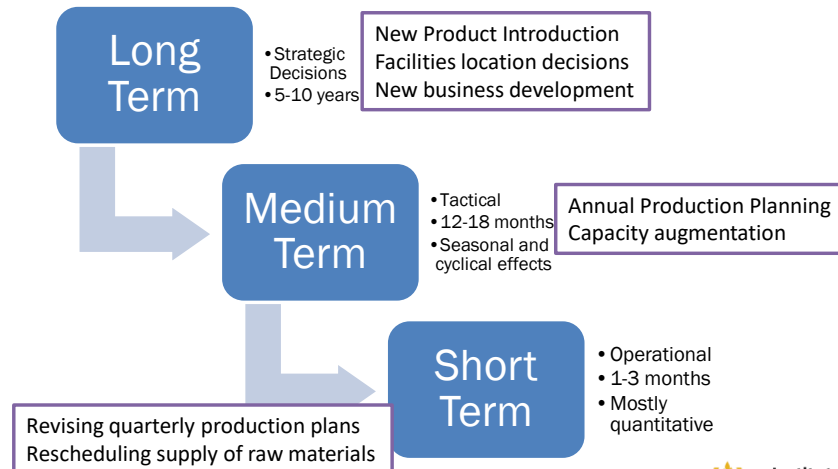 Long
Term
•Strategic
Decisions
•5-10 years
New Product Introduction
Facilities location decisions
New business development
Medium
Term
•Tactical
•12-18 months
•Seasonal and
cyclical effects
Annual Production Planning
Capacity augmentation
Short
Term
•Operational
•1-3 months
•Mostly
quantitative
Revising quarterly production plans
Rescheduling supply of raw materials